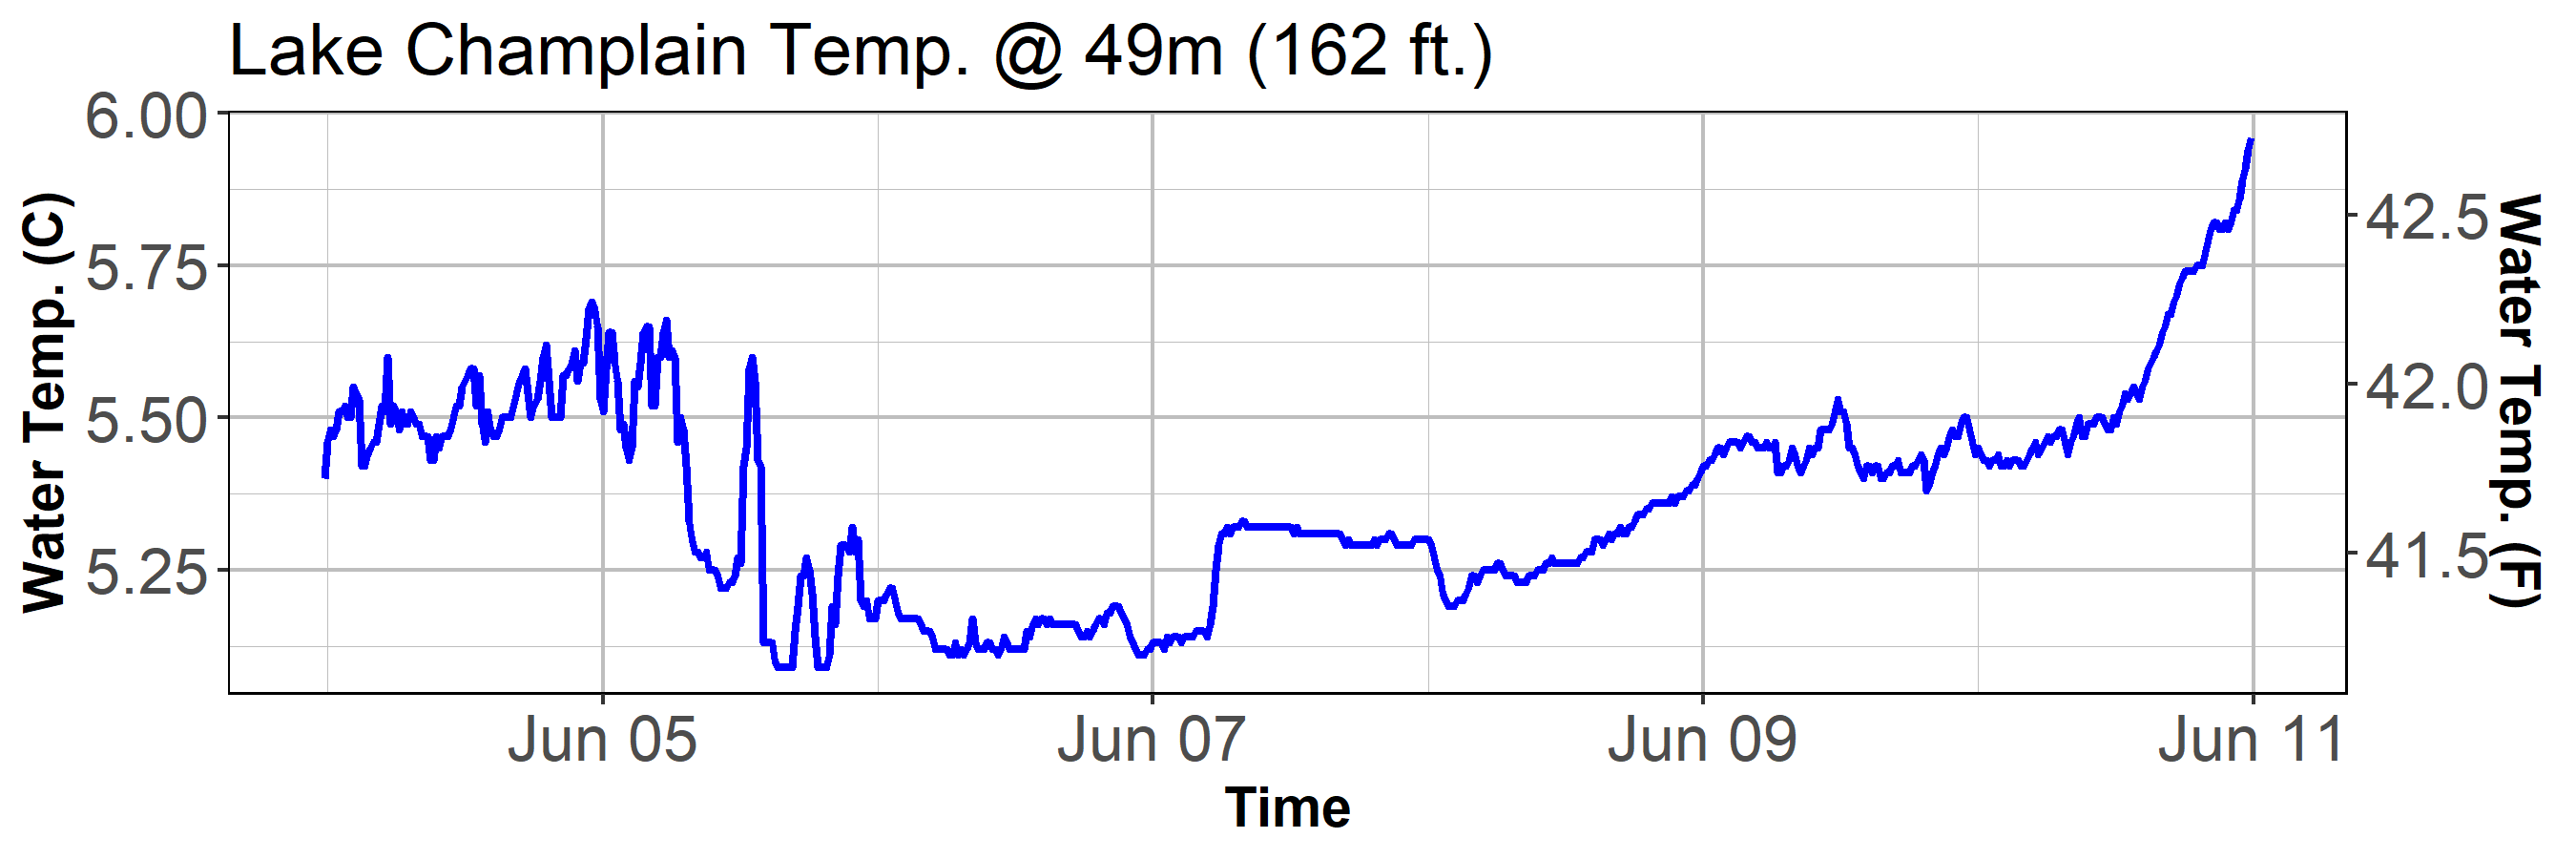 Lake Champlain Temp. @ 49m (162 ft.)
Water Temp. (C)
6.00
5.75
5.50
5.25
42.5
42.0
41.5
Water Temp. (F)
Jun 05 Jun 07 Jun 09 Jun 11
Time